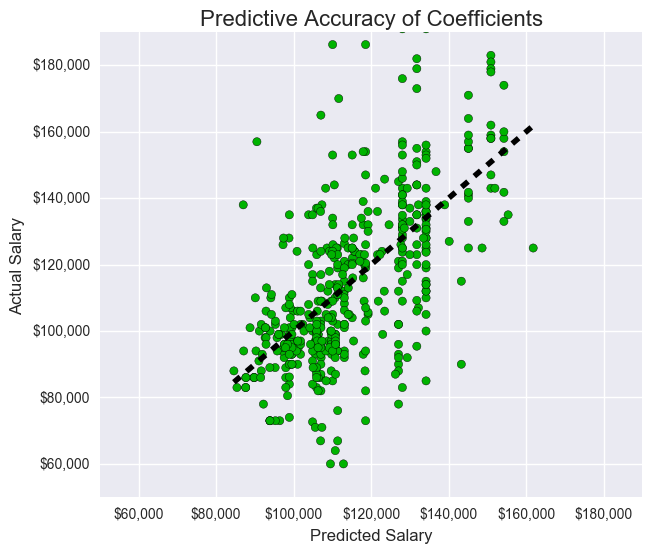 Predictive Accuracy of Coefficients
Actual Salary
$180,000
$160,000
$140,000
$120,000
$100,000
$80,000
$60,000
$60,000 $80,000 $100,000 $120,000 $140,000 $160,000 $180,000
Predicted Salary